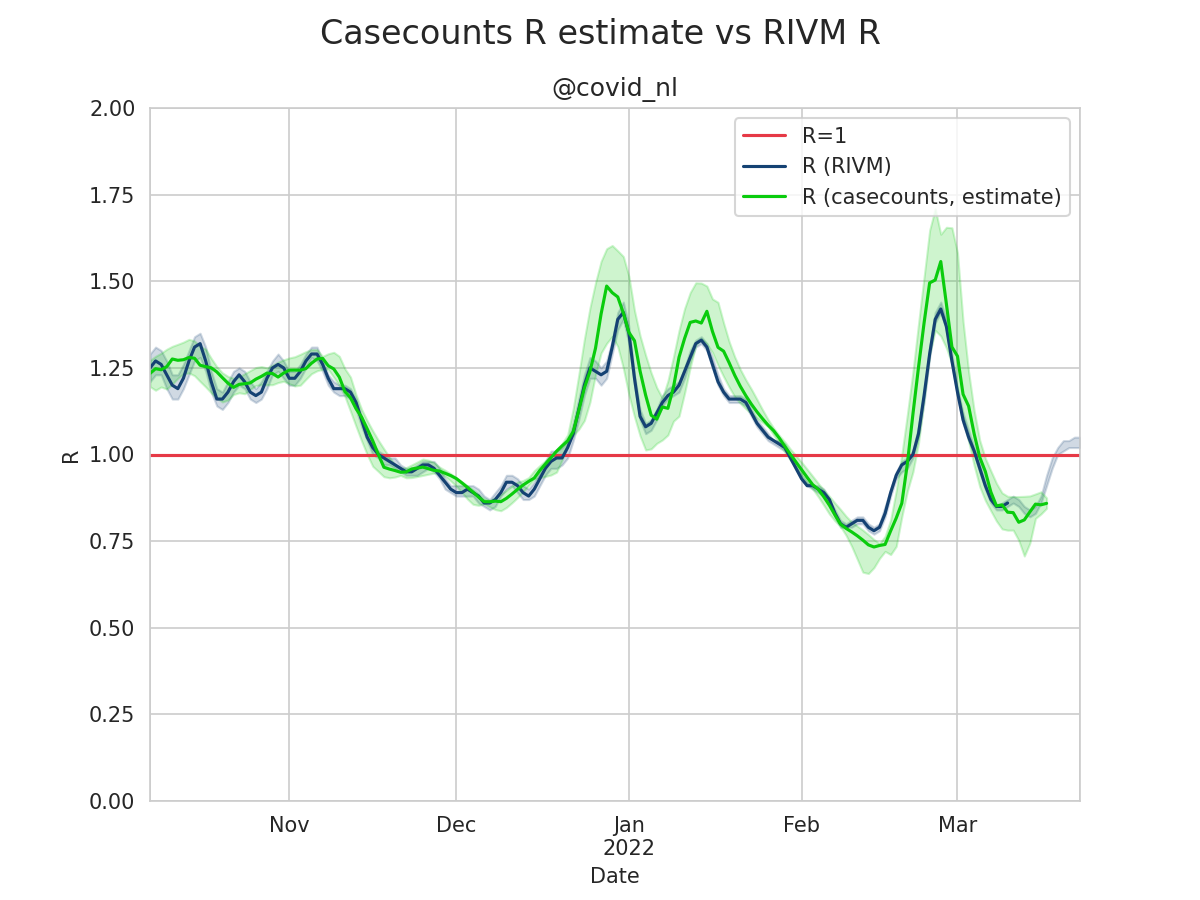 Casecounts R estimate vs RIVM R
@covid_nl
2.00
1.75
1.50
1.25
1.00
0.75
0.50
0.25
0.00
R
R=1
R (RIVM)
R (casecounts, estimate)
Nov
Dec
Jan
2022
Feb
Mar
Date